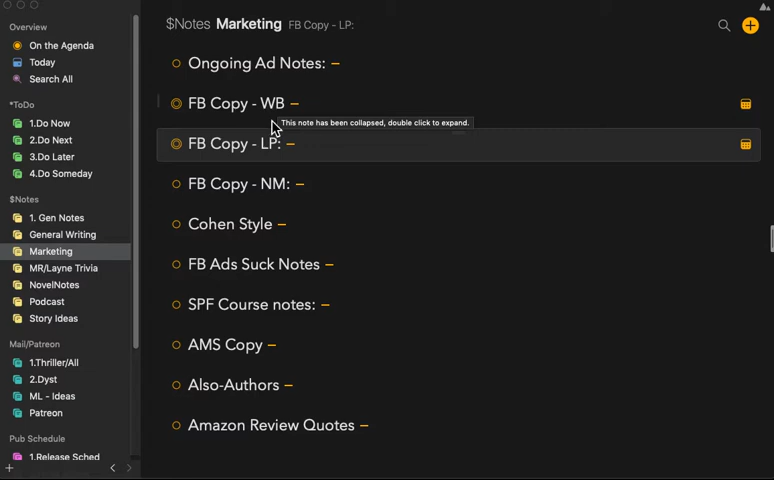 Overview
On the Agenda
Today
Search All
*ToDo
1.Do Now
2.Do Next
3.Do Later
4.Do Someday
$Notes
1. Gen Notes
General Writing
Marketing
MR/Layne Trivia
NovelNotes
Podcast
Story Ideas
Mail/Patreon
1.Thriller/All
2.Dyst
ML - Ideas
Patreon
Pub Schedule
1.Release Sched
$Notes Marketing FB Copy - LP:
Ongoing Ad Notes: –
FB Copy - WB –
This note has been collapsed, double click to expand.
FB Copy - LP: –
FB Copy - NM: –
Cohen Style –
FB Ads Suck Notes –
SPF Course notes: –
AMS Copy –
Also-Authors –
Amazon Review Quotes –